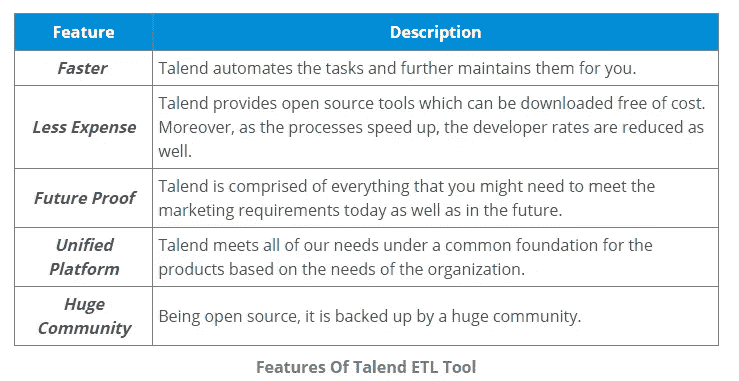 Feature Description
Faster Talend automates the tasks and further maintains them for you.
Less Expense Talend provides open source tools which can be downloaded free of cost.
Moreover, as the processes speed up, the developer rates are reduced as
well.
Future Proof Talend is comprised of everything that you might need to meet the
marketing requirements today as well as in the future.
Unified
Platform
Talend meets all of our needs under a common foundation for the
products based on the needs of the organization.
Huge
Community
Being open source, it is backed up by a huge community.
Features Of Talend ETL Tool